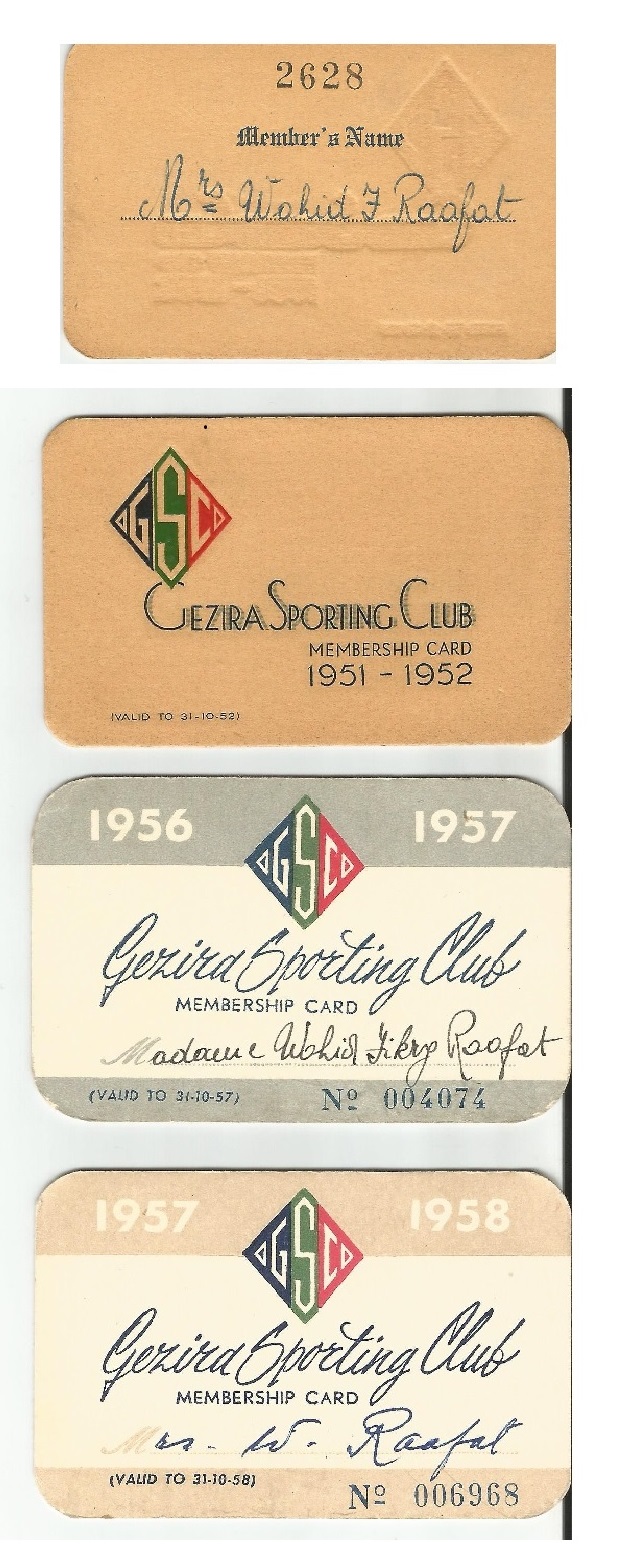 2628
Member's Name
Mrs Wahid F Raafat
GSC
GEZIRA SPORTING CLUB
MEMBERSHIP CARD
1951 - 1952
(VALID TO 31-10-52)
1956 1957
GSC
Gezira Sporting Club
MEMBERSHIP CARD
Madame Wahid Fikry Raafat
(VALID TO 31-10-57) Nº 004074
1957 1958
GSC
Gezira Sporting Club
MEMBERSHIP CARD
Mrs. W. Raafat
(VALID TO 31-10-58)
Nº 006968